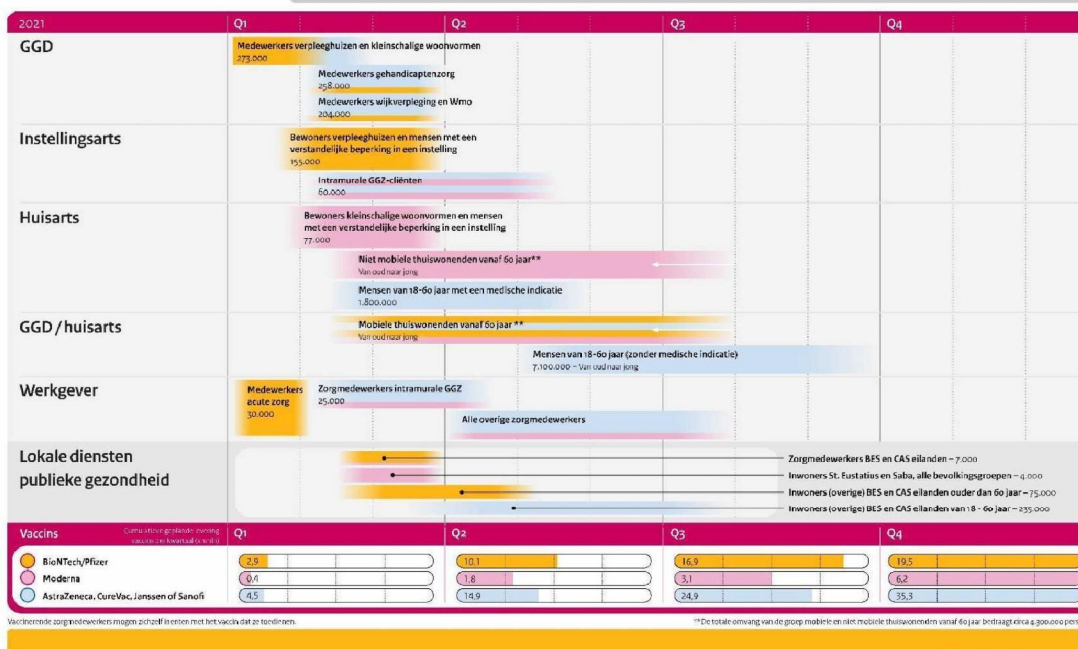 2021 Q1 Q2 Q3 Q4
GGD
Medewerkers verpleeghuizen en kleinschalige woonvormen
273.000
Medewerkers gehandicaptenzorg
258.000
Medewerkers wijkverpleging en Wmo
204.000
Instellingsarts
Bewoners verpleeghuizen en mensen met een
verstandelijke beperking in een instelling
155.000
Intramurale GGZ-cliënten
60.000
Huisarts
Bewoners kleinschalige woonvormen en mensen
met een verstandelijke beperking in een instelling
77.000
Niet mobiele thuiswonenden vanaf 60 jaar**
Van oud naar jong
Mensen van 18-60 jaar met een medische indicatie
1.800.000
GGD / huisarts
Mobiele thuiswonenden vanaf 60 jaar **
Van oud naar jong
Mensen van 18-60 jaar (zonder medische indicatie)
7.100.000 – Van oud naar jong
Werkgever
Medewerkers
acute zorg
30.000
Zorgmedewerkers intramurale GGZ
25.000
Alle overige zorgmedewerkers
Lokale diensten
publieke gezondheid
Zorgmedewerkers BES en CAS eilanden – 7.000
Inwoners St. Eustatius en Saba, alle bevolkingsgroepen – 4.000
Inwoners (overige) BES en CAS eilanden ouder dan 60 jaar – 75.000
Inwoners (overige) BES en CAS eilanden van 18 - 60 jaar – 235.000
Vaccins Cumulatieve geplande levering
vaccins per kwartaal
Q1 Q2 Q3 Q4
BioNTech/Pfizer 2,9 10,1 16,9 19,5
Moderna 0,4 1,8 3,1 6,2
AstraZeneca, CureVac, Janssen of Sanofi 4,5 14,9 24,9 35,3
Vaccinerende zorgmedewerkers mogen zichzelf inenten met het vaccin dat ze toedienen.
**De totale omvang van de groep mobiele en niet mobiele thuiswonenden vanaf 60 jaar bedraagt circa 4.300.000 pers